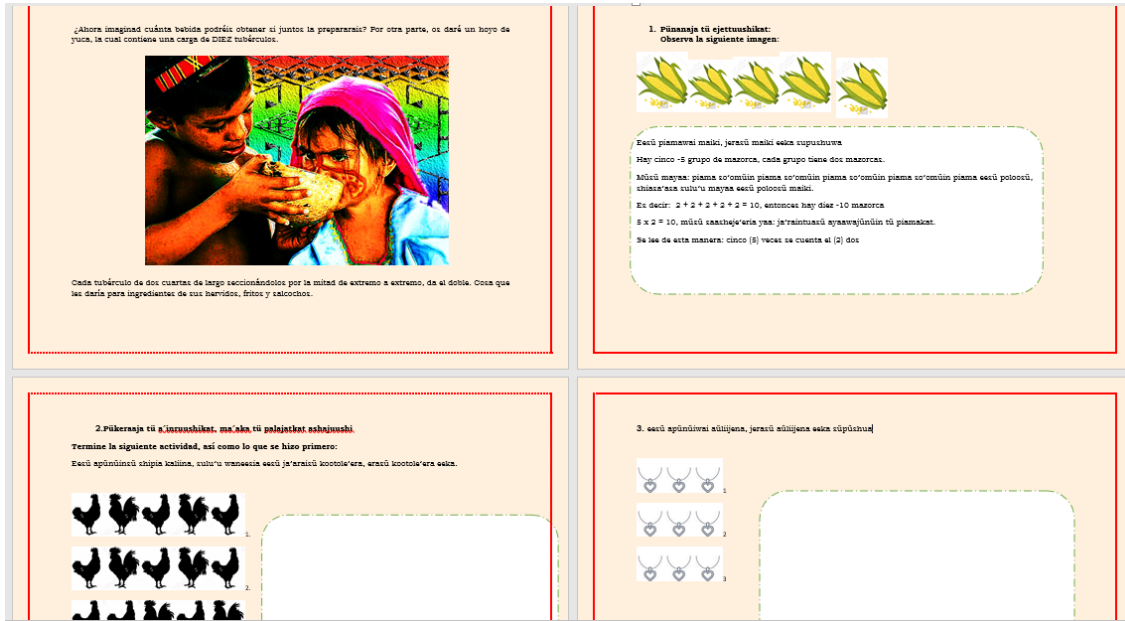 ¿Ahora imaginad cuánta bebida podréis obtener si juntos la prepararais? Por otra parte, os daré un hoyo de
yuca, la cual contiene una carga de DIEZ tubérculos.
Cada tubérculo de dos cuartas de largo seccionándolos por la mitad de extremo a extremo, da el doble. Cosa que
les daría para ingredientes de sus hervidos, fritos y salcochos.
1. Pünanaja tü ejettuushikat:
Observa la siguiente imagen:
Eesü piamawai maiki, jerasü maiki eeka supushuwa
Hay cinco -5 grupo de mazorca, cada grupo tiene dos mazorcas.
Müsü mayaa: piama so'omüin piama so'omüin piama so'omüin piama so'omüin piama eesü poloosü,
shiasa'asa sulu'u mayaa eesü poloosü maiki.
Es decir: 2 + 2 + 2 + 2 + 2 = 10, entonces hay diez -10 mazorca
5 x 2 = 10, müsü saasheje'eria yaa: ja'raintuasü ayaawajünüin tü piamakat.
Se lee de esta manera: cinco (5) veces se cuenta el (2) dos
2.Pükeraaja tü a´inruushikat, ma´aka tü palajatkat ashajuushi
Termine la siguiente actividad, así como lo que se hizo primero:
Eesü apünüinsü shipia kaliina, sulu'u waneesia eesü ja'araisü kootole'era, erasü kootole'era eeka.
1.
2.
3. eesü apünüiwai aüliijena, jerasü aüliijena eeka süpüshua
1
2
3